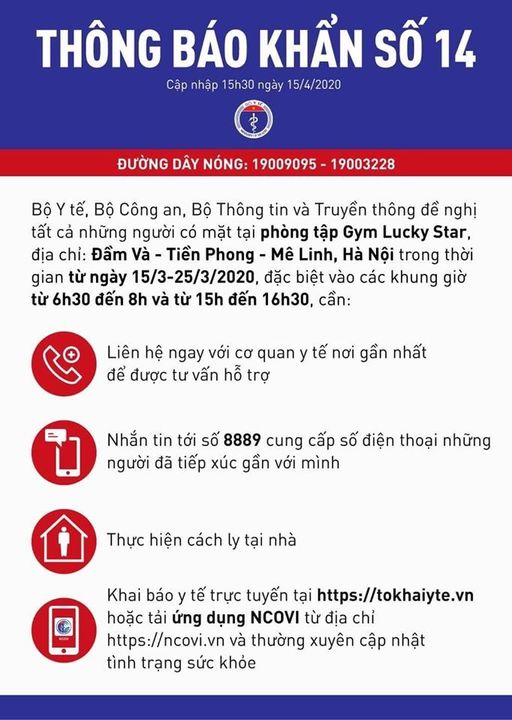 THÔNG BÁO KHẨN SỐ 14
Cập nhập 15h30 ngày 15/4/2020
ĐƯỜNG DÂY NÓNG: 19009095 - 19003228
Bộ Y tế, Bộ Công an, Bộ Thông tin và Truyền thông đề nghị
tất cả những người có mặt tại phòng tập Gym Lucky Star,
địa chỉ: Đầm Và - Tiền Phong - Mê Linh, Hà Nội trong thời
gian từ ngày 15/3-25/3/2020, đặc biệt vào các khung giờ
từ 6h30 đến 8h và từ 15h đến 16h30, cần:
Liên hệ ngay với cơ quan y tế nơi gần nhất
để được tư vấn hỗ trợ
Nhắn tin tới số 8889 cung cấp số điện thoại những
người đã tiếp xúc gần với mình
Thực hiện cách ly tại nhà
Khai báo y tế trực tuyến tại https://tokhaiyte.vn
hoặc tải ứng dụng NCOVI từ địa chỉ
https://ncovi.vn và thường xuyên cập nhật
tình trạng sức khỏe